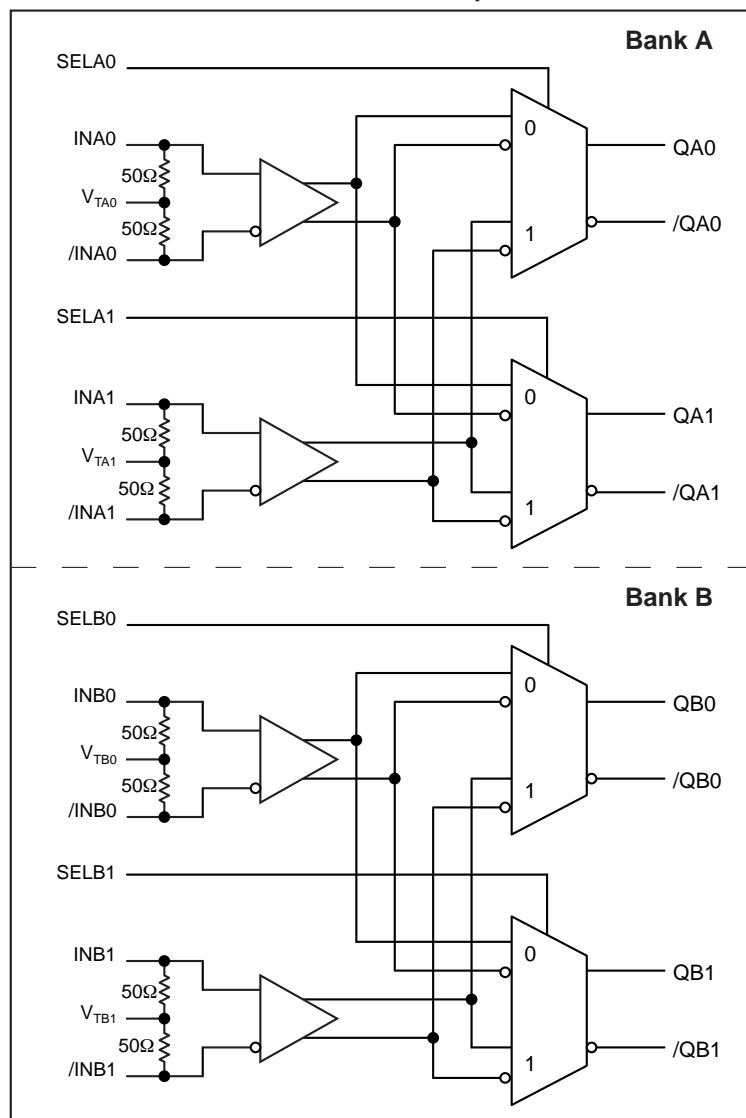 Bank A
SELA0
INA0
50Ω
VTA0
50Ω
/INA0
0
1
QA0
/QA0
SELA1
INA1
50Ω
VTA1
50Ω
/INA1
0
1
QA1
/QA1
Bank B
SELB0
INB0
50Ω
VTB0
50Ω
/INB0
0
1
QB0
/QB0
SELB1
INB1
50Ω
VTB1
50Ω
/INB1
0
1
QB1
/QB1